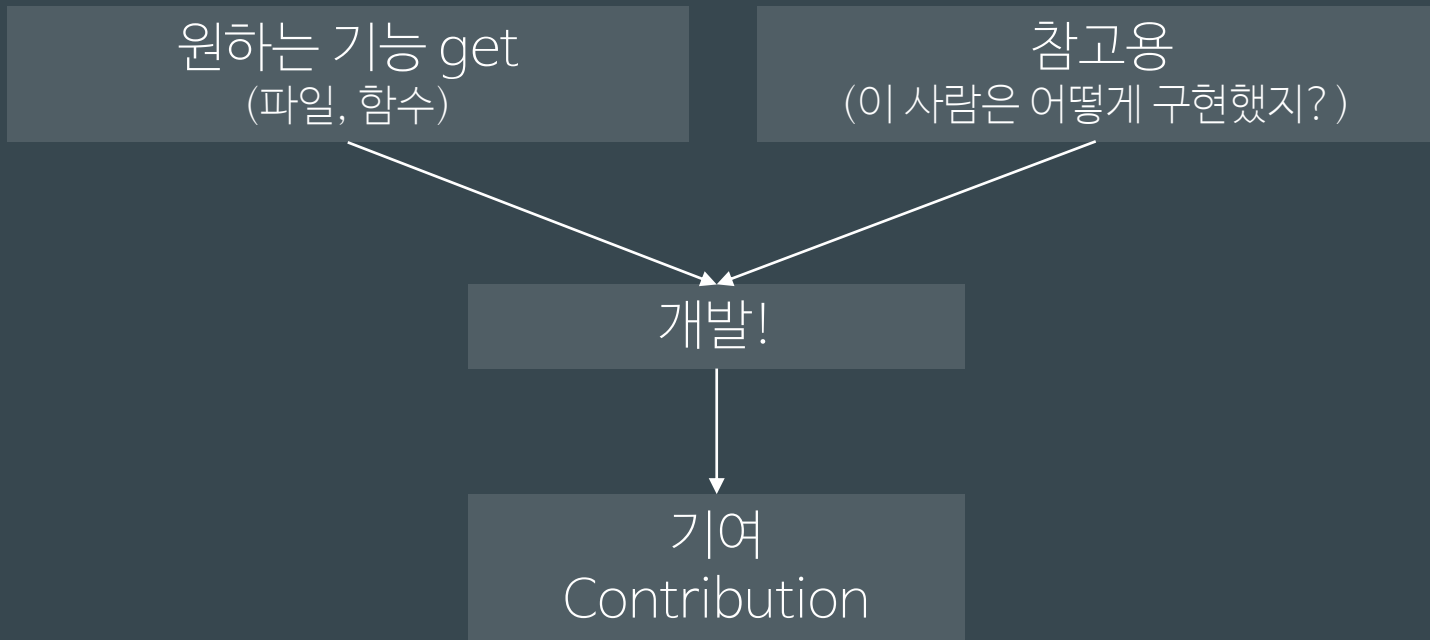 원하는 기능 get
(파일, 함수)
참고용
(이 사람은 어떻게 구현했지? )
개발!
기여
Contribution